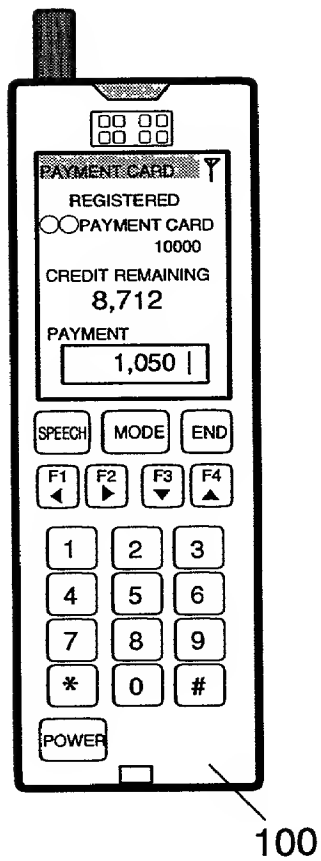 PAYMENT CARD
REGISTERED
○○PAYMENT CARD
10000
CREDIT REMAINING
8,712
PAYMENT
1,050 |
SPEECH MODE END
F1 F2 F3 F4
1 2 3
4 5 6
7 8 9
* 0 #
POWER
100